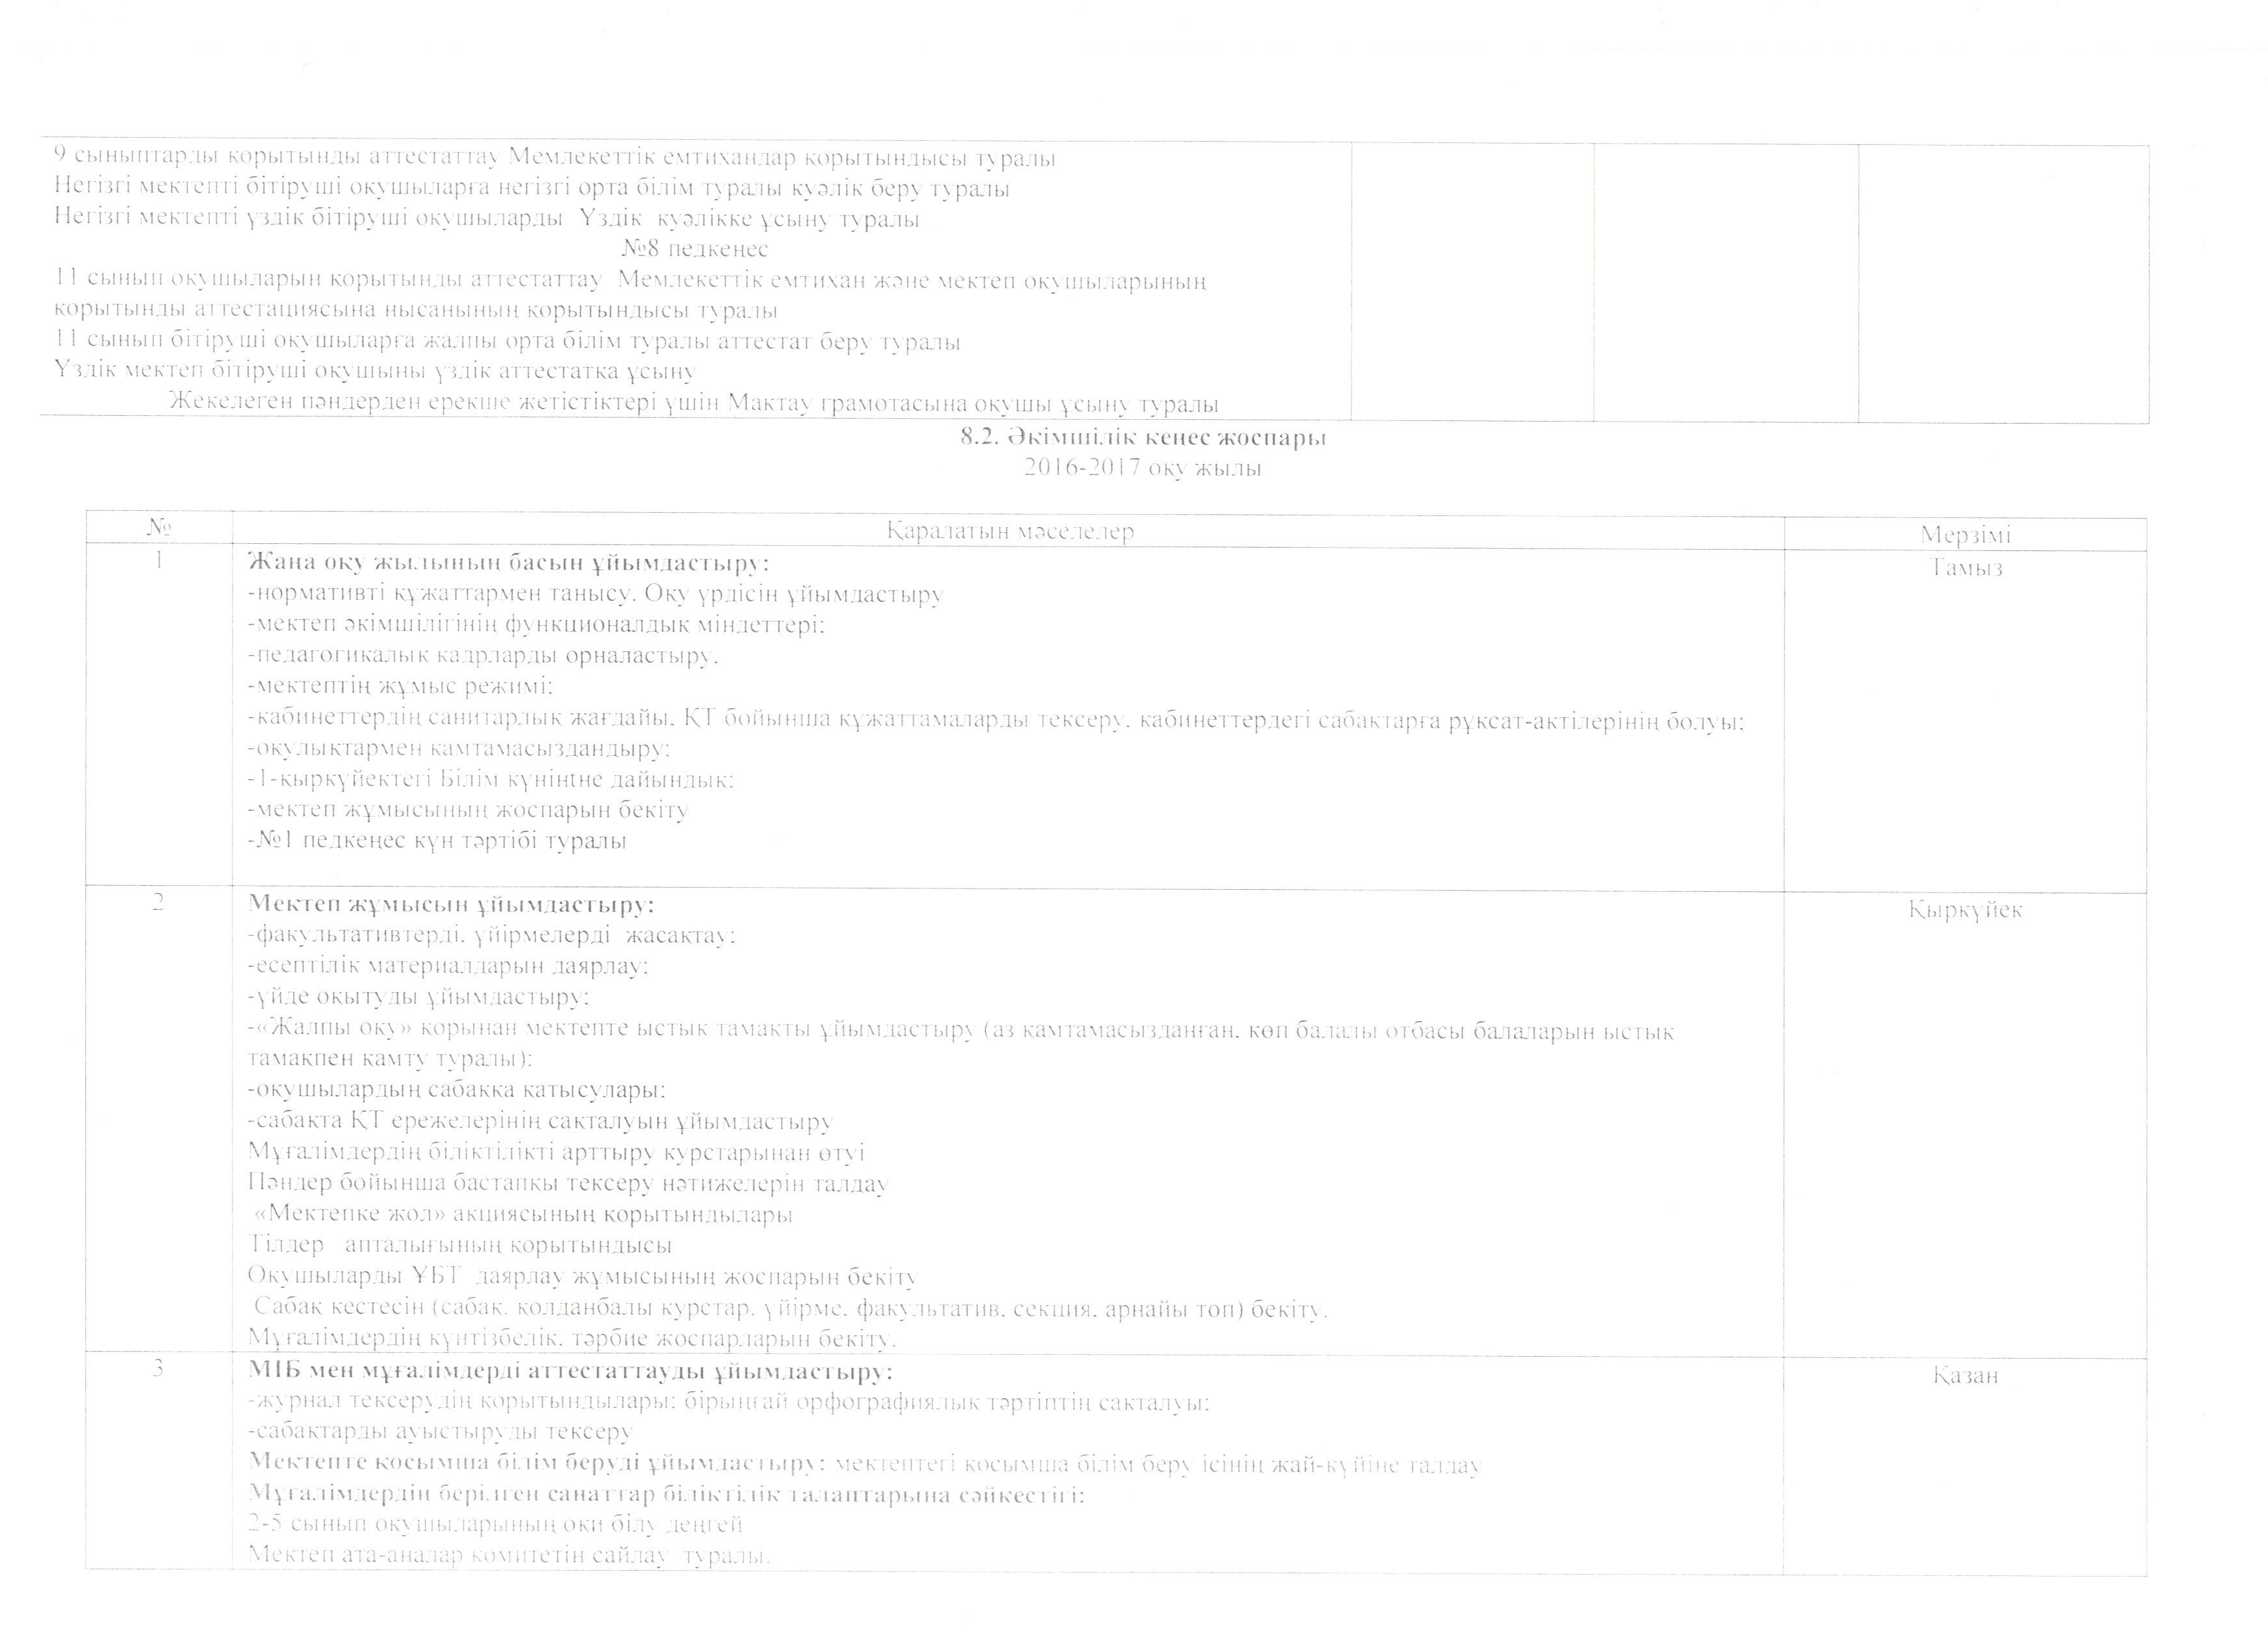 9 сыныптарды қорытынды аттестаттау Мемлекеттік емтихандар қорытындысы туралы
Негізгі мектепті бітіруші оқушыларға негізгі орта білім туралы куәлік беру туралы
Негізгі мектепті үздік бітіруші оқушыларды Үздік куәлікке ұсыну туралы
№8 педкеңес
11 сынып оқушыларын қорытынды аттестаттау Мемлекеттік емтихан және мектеп оқушыларының
қорытынды аттестациясына нысанының қорытындысы туралы
11 сынып бітіруші оқушыларға жалпы орта білім туралы аттестат беру туралы
Үздік мектеп бітіруші оқушыны үздік аттестатқа ұсыну
Жекелеген пәндерден ерекше жетістіктері үшін Мақтау грамотасына оқушы ұсыну туралы
8.2. Әкімшілік кеңес жоспары
2016-2017 оқу жылы
№ Қаралатын мәселелер Мерзімі
1 Жаңа оқу жылының басын ұйымдастыру: Тамыз
-нормативті құжаттармен танысу. Оқу үрдісін ұйымдастыру
-мектеп әкімшілігінің функционалдық міндеттері;
-педагогикалық кадрларды орналастыру.
-мектептің жұмыс режимі;
-кабинеттердің санитарлық жағдайы. ҚТ бойынша құжаттамаларды тексеру. кабинеттердегі сабақтарға рұқсат-актілерінің болуы;
-оқулықтармен қамтамасыздандыру;
-1-қыркүйектегі Білім күнінtне дайындық;
-мектеп жұмысының жоспарын бекіту
-№1 педкеңес күн тәртібі туралы
2 Мектеп жұмысын ұйымдастыру: Қыркүйек
-факультативтерді. үйірмелерді жасақтау;
-есептілік материалдарын даярлау;
-үйде оқытуды ұйымдастыру;
-«Жалпы оқу» қорынан мектепте ыстық тамақты ұйымдастыру (аз қамтамасызданған. көп балалы отбасы балаларын ыстық
тамақпен қамту туралы);
-оқушылардың сабаққа қатысулары;
-сабақта ҚТ ережелерінің сақталуын ұйымдастыру
Мұғалімдердің біліктілікті арттыру курстарынан өтуі
Пәндер бойынша бастапқы тексеру нәтижелерін талдау
«Мектепке жол» акциясының қорытындылары
Тілдер апталығының қорытындысы
Оқушыларды ҰБТ даярлау жұмысының жоспарын бекіту
Сабақ кестесін (сабақ. қолданбалы курстар. үйірме. факультатив. секция. арнайы топ) бекіту.
Мұғалімдердің күнтізбелік. тәрбие жоспарларын бекіту.
3 МІБ мен мұғалімдерді аттестаттауды ұйымдастыру: Қазан
-журнал тексерудің қорытындылары; бірыңғай орфографиялық тәртіптің сақталуы;
-сабақтарды ауыстыруды тексеру
Мектепте қосымша білім беруді ұйымдастыру: мектептегі қосымша білім беру ісінің жай-күйіне талдау
Мұғалімдердің берілген санаттар біліктілік талаптарына сәйкестігі:
2-5 сынып оқушыларының оқи білу деңгей
Мектеп ата-аналар комитетін сайлау туралы.